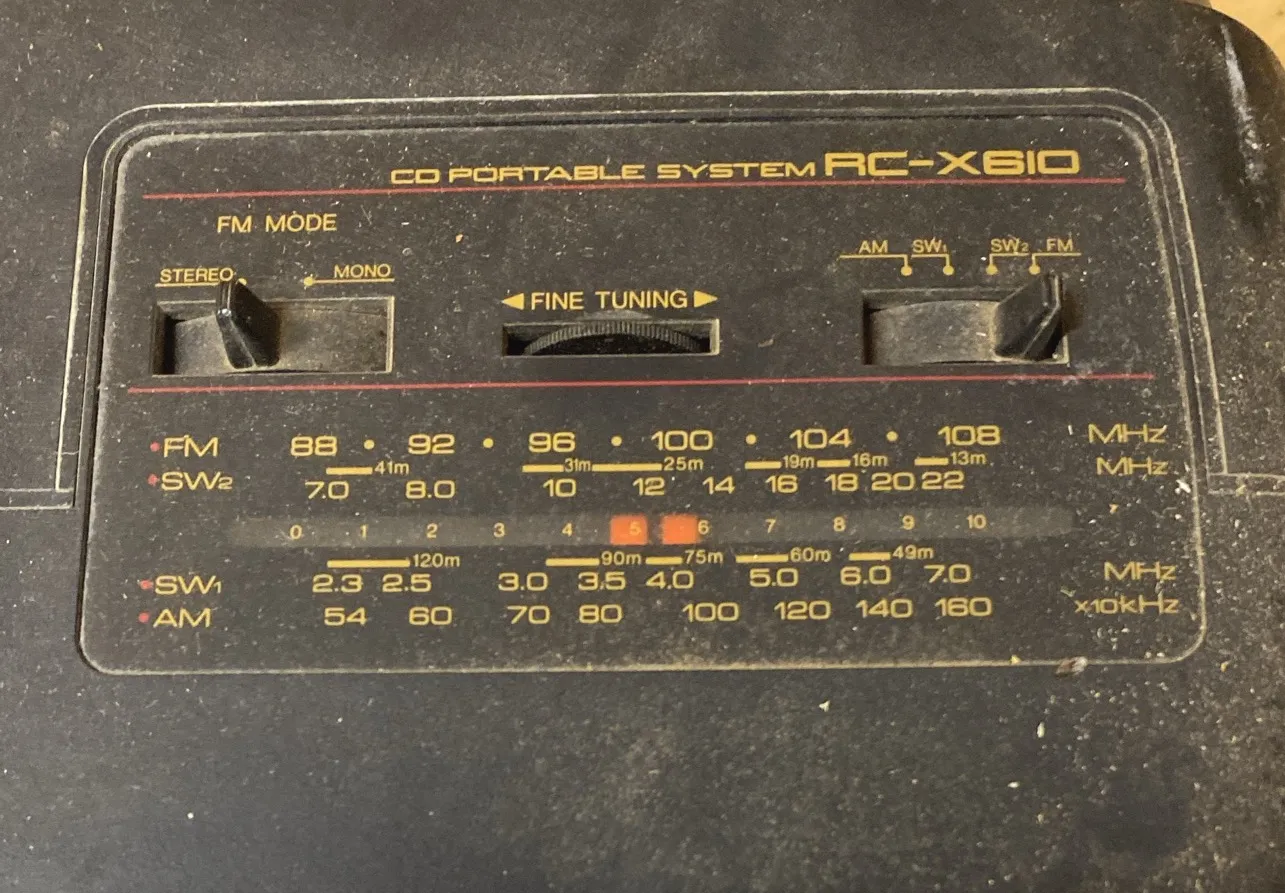 CD PORTABLE SYSTEM RC-X610
FM MODE
STEREO MONO
◀ FINE TUNING ▶
AM SW1 SW2 FM
• FM 88 • 92 • 96 • 100 • 104 • 108 MHz
41m 31m 25m 19m 16m 13m
• SW2 7.0 8.0 10 12 14 16 18 20 22 MHz
0 1 2 3 4 5 6 7 8 9 10
120m 90m 75m 60m 49m
• SW1 2.3 2.5 3.0 3.5 4.0 5.0 6.0 7.0 MHz
• AM 54 60 70 80 100 120 140 160 x10kHz